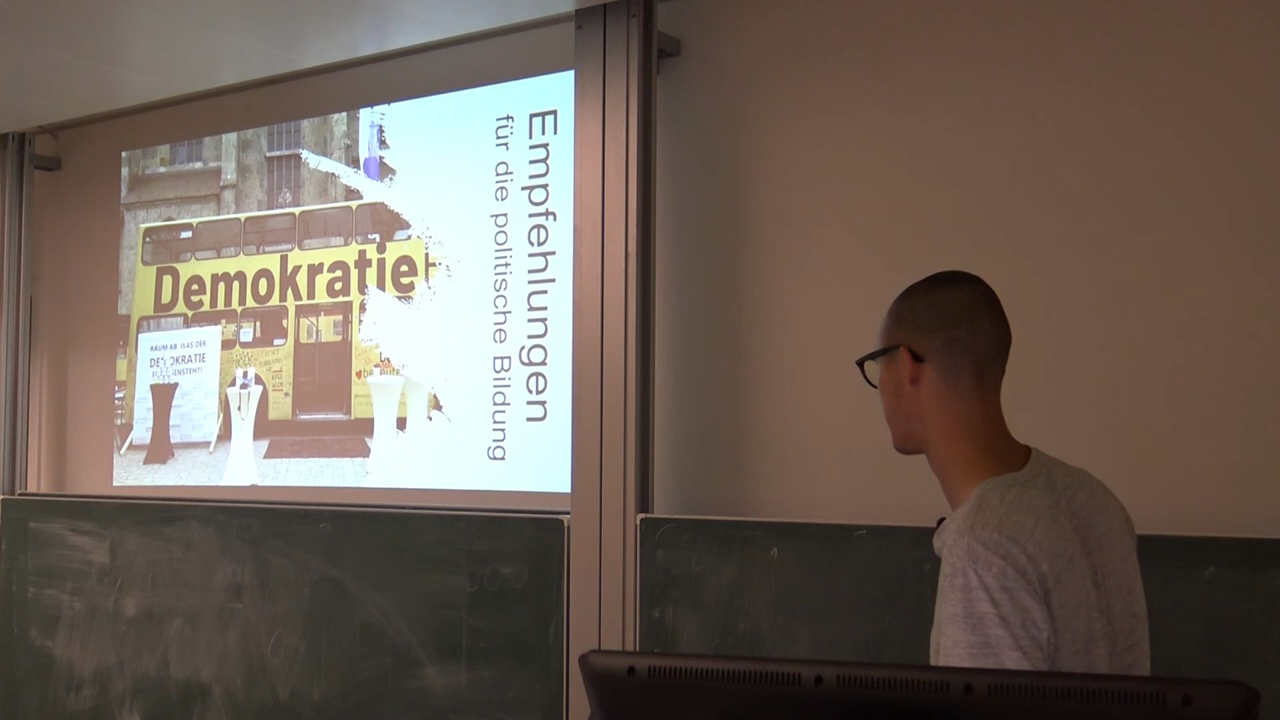 Empfehlungen
für die politische Bildung
Demokratie
RAUM AB, WAS DER
DEMOKRATIE